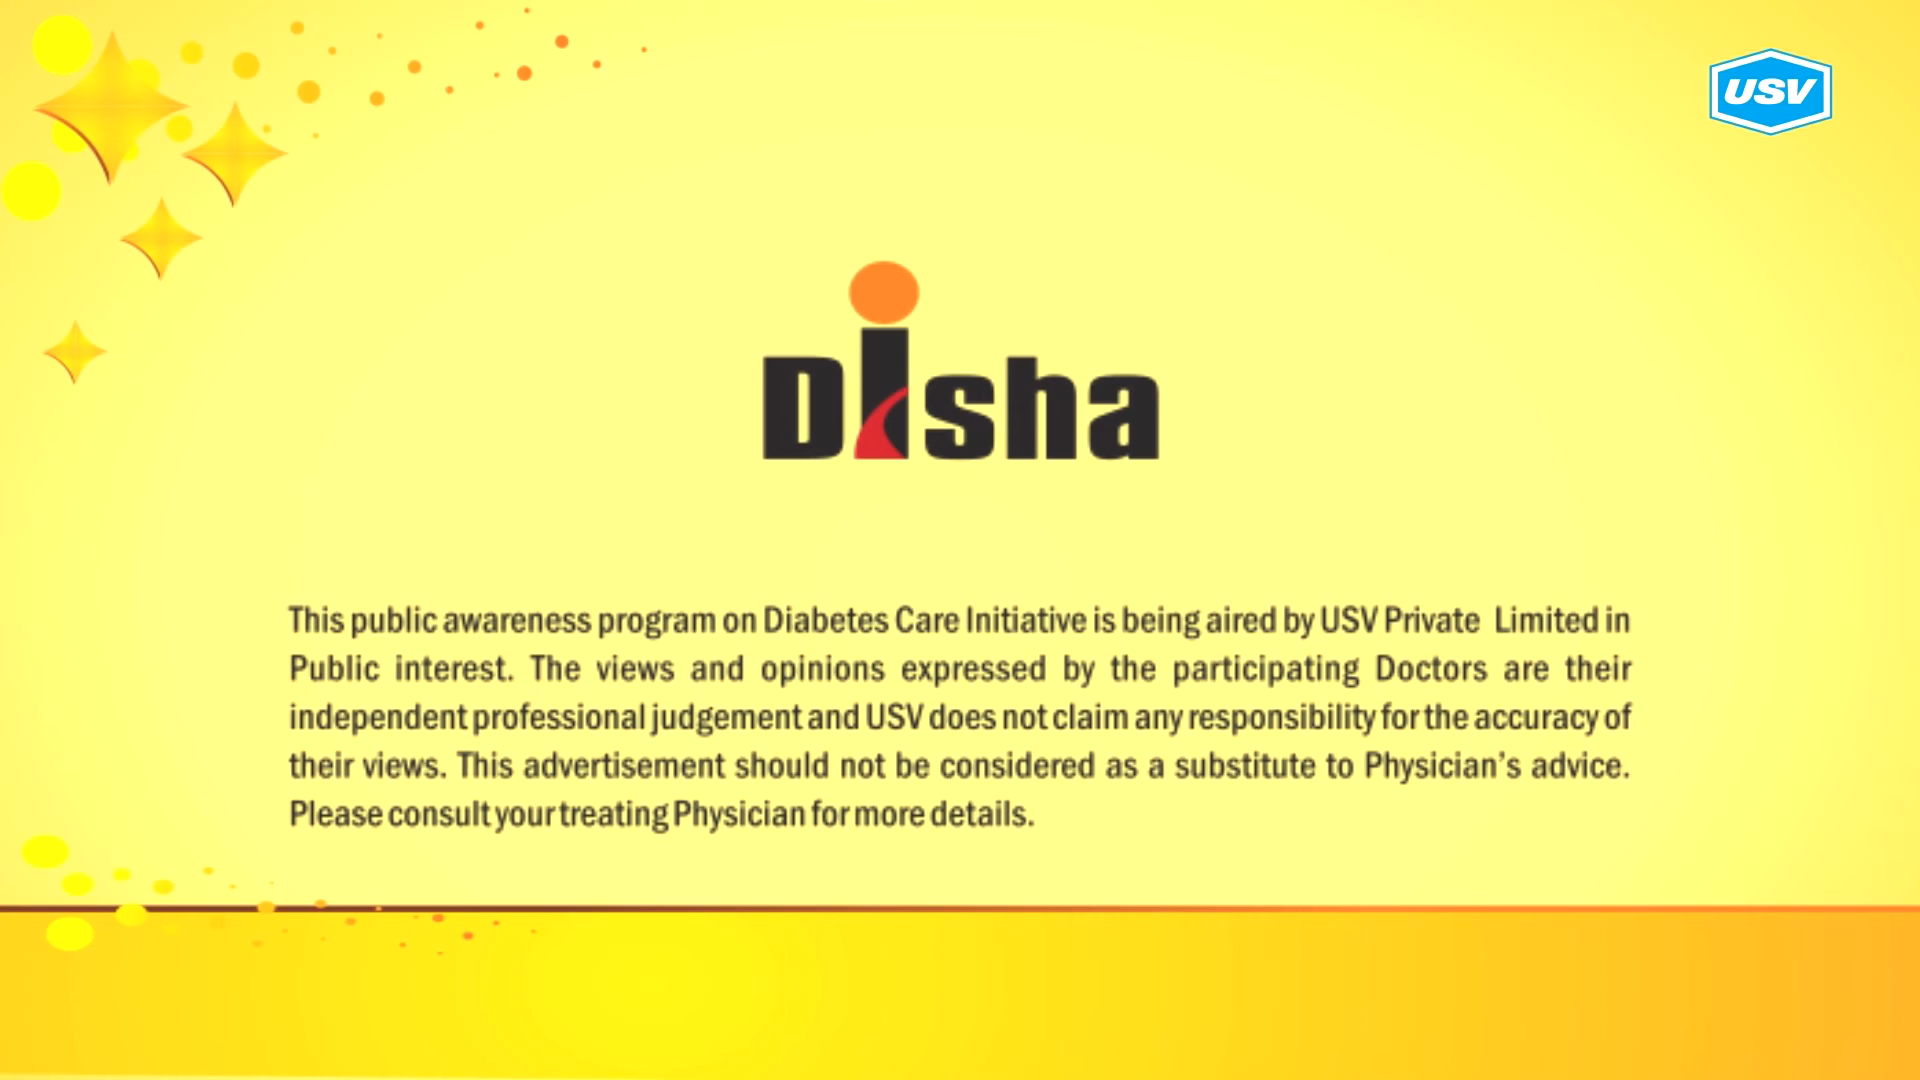 USV
Disha
This public awareness program on Diabetes Care Initiative is being aired by USV Private Limited in
Public interest. The views and opinions expressed by the participating Doctors are their
independent professional judgement and USV does not claim any responsibility for the accuracy of
their views. This advertisement should not be considered as a substitute to Physician’s advice.
Please consult your treating Physician for more details.